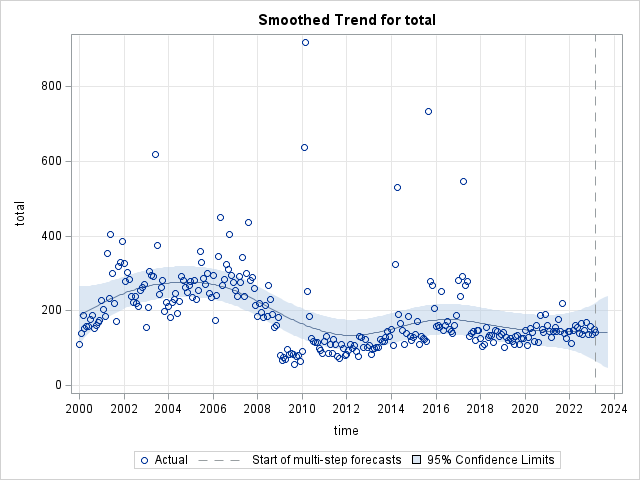 Smoothed Trend for total
800
600
400
200
0
total
2000 2002 2004 2006 2008 2010 2012 2014 2016 2018 2020 2022 2024
time
Actual Start of multi-step forecasts 95% Confidence Limits